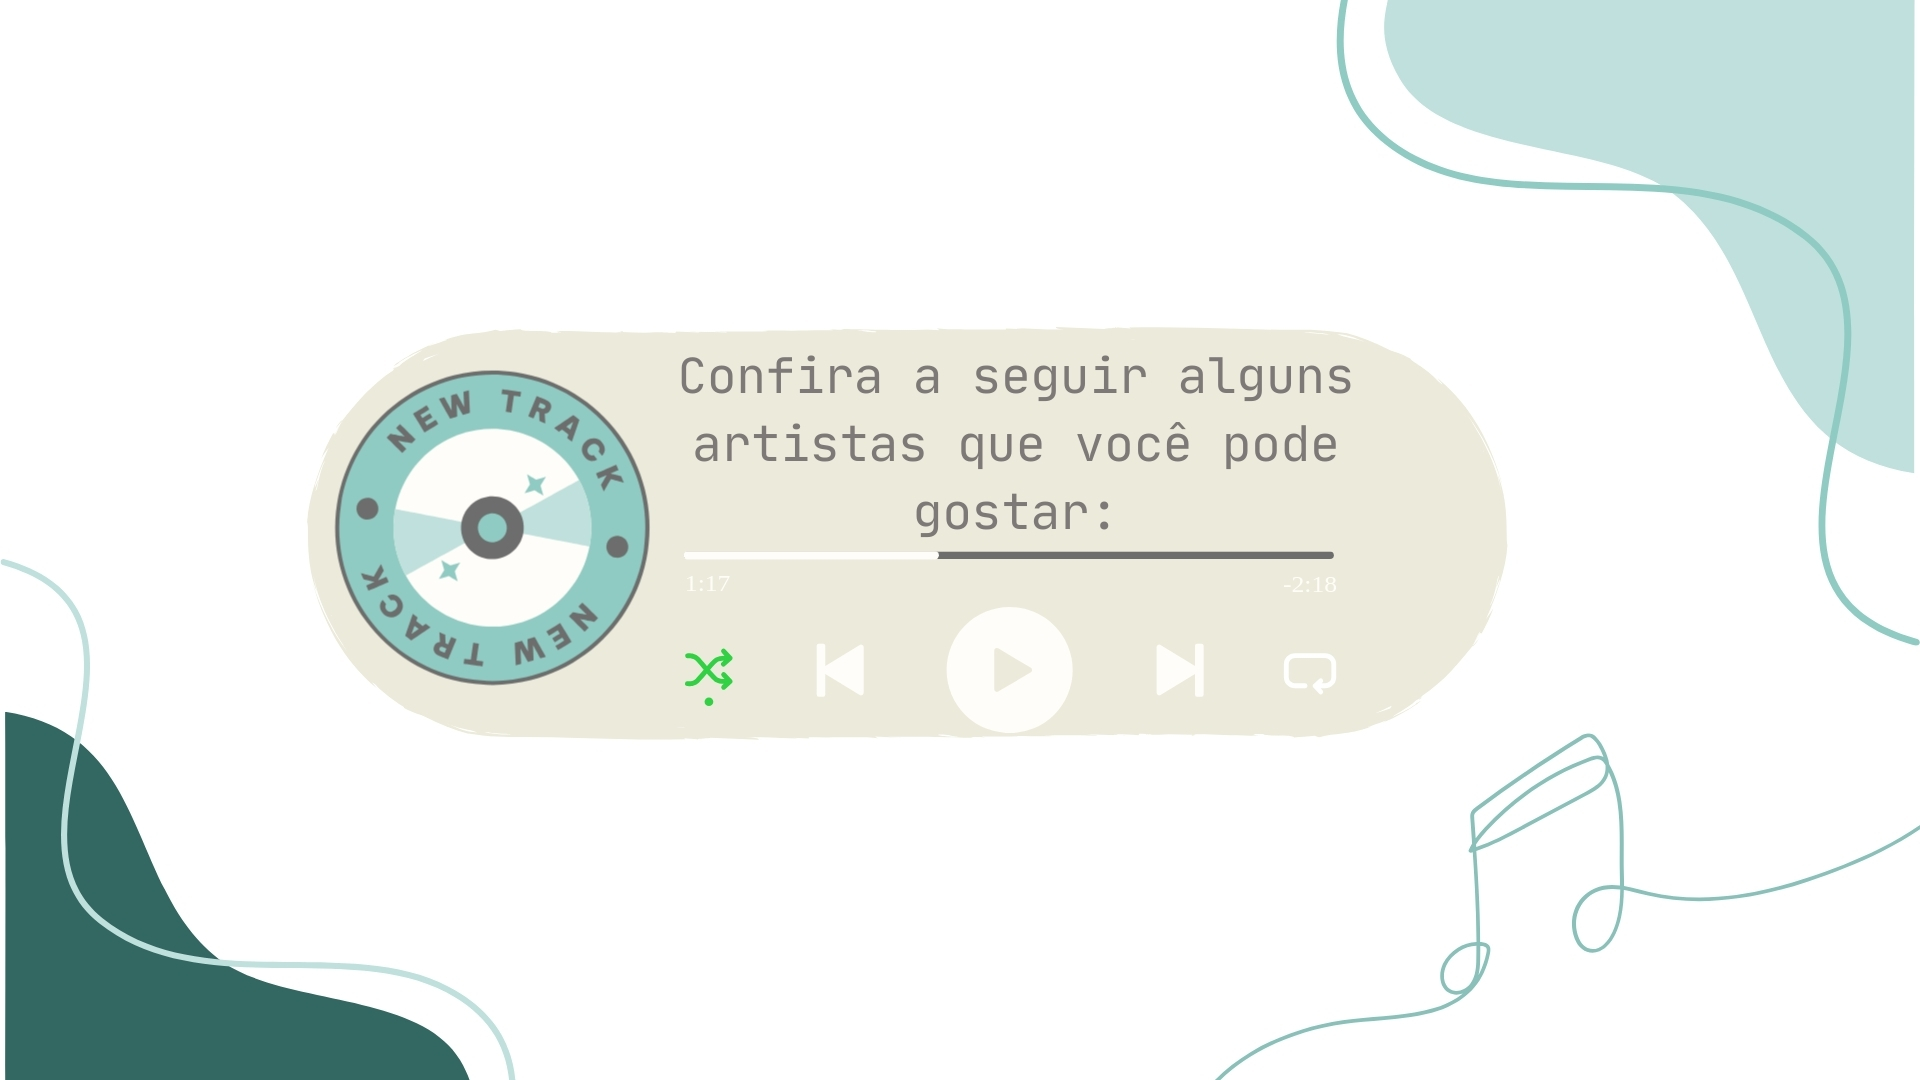 NEW TRACK
NEW TRACK
Confira a seguir alguns
artistas que você pode
gostar:
1:17
-2:18